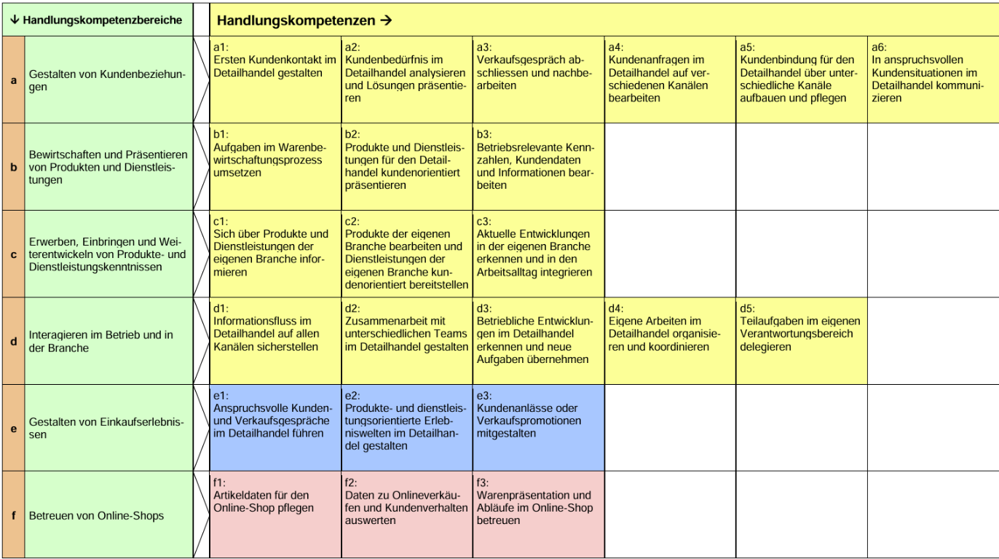 ↓ Handlungskompetenzbereiche
Handlungskompetenzen →
a
Gestalten von Kundenbeziehun-
gen
a1:
Ersten Kundenkontakt im
Detailhandel gestalten
a2:
Kundenbedürfnis im
Detailhandel analysieren
und Lösungen präsentie-
ren
a3:
Verkaufsgespräch ab-
schliessen und nachbe-
arbeiten
a4:
Kundenanfragen im
Detailhandel auf ver-
schiedenen Kanälen
bearbeiten
a5:
Kundenbindung für den
Detailhandel über unter-
schiedliche Kanäle
aufbauen und pflegen
a6:
In anspruchsvollen
Kundensituationen im
Detailhandel kommuni-
zieren
b
Bewirtschaften und Präsentieren
von Produkten und Dienstleis-
tungen
b1:
Aufgaben im Warenbe-
wirtschaftungsprozess
umsetzen
b2:
Produkte und Dienstleis-
tungen für den Detail-
handel kundenorientiert
präsentieren
b3:
Betriebsrelevante Kenn-
zahlen, Kundendaten
und Informationen bear-
beiten
c
Erwerben, Einbringen und Wei-
terentwickeln von Produkte- und
Dienstleistungskenntnissen
c1:
Sich über Produkte und
Dienstleistungen der
eigenen Branche infor-
mieren
c2:
Produkte der eigenen
Branche bearbeiten und
Dienstleistungen der
eigenen Branche kun-
denorientiert bereitstellen
c3:
Aktuelle Entwicklungen
in der eigenen Branche
erkennen und in den
Arbeitsalltag integrieren
d
Interagieren im Betrieb und in
der Branche
d1:
Informationsfluss im
Detailhandel auf allen
Kanälen sicherstellen
d2:
Zusammenarbeit mit
unterschiedlichen Teams
im Detailhandel gestalten
d3:
Betriebliche Entwicklun-
gen im Detailhandel
erkennen und neue
Aufgaben übernehmen
d4:
Eigene Arbeiten im
Detailhandel organisie-
ren und koordinieren
d5:
Teilaufgaben im eigenen
Verantwortungsbereich
delegieren
e
Gestalten von Einkaufserlebnis-
sen
e1:
Anspruchsvolle Kunden-
und Verkaufsgespräche
im Detailhandel führen
e2:
Produkte- und dienstleis-
tungsorientierte Erleb-
niswelten im Detailhan-
del gestalten
e3:
Kundenanlässe oder
Verkaufspromotionen
mitgestalten
f
Betreuen von Online-Shops
f1:
Artikeldaten für den
Online-Shop pflegen
f2:
Daten zu Onlineverkäu-
fen und Kundenverhalten
auswerten
f3:
Warenpräsentation und
Abläufe im Online-Shop
betreuen